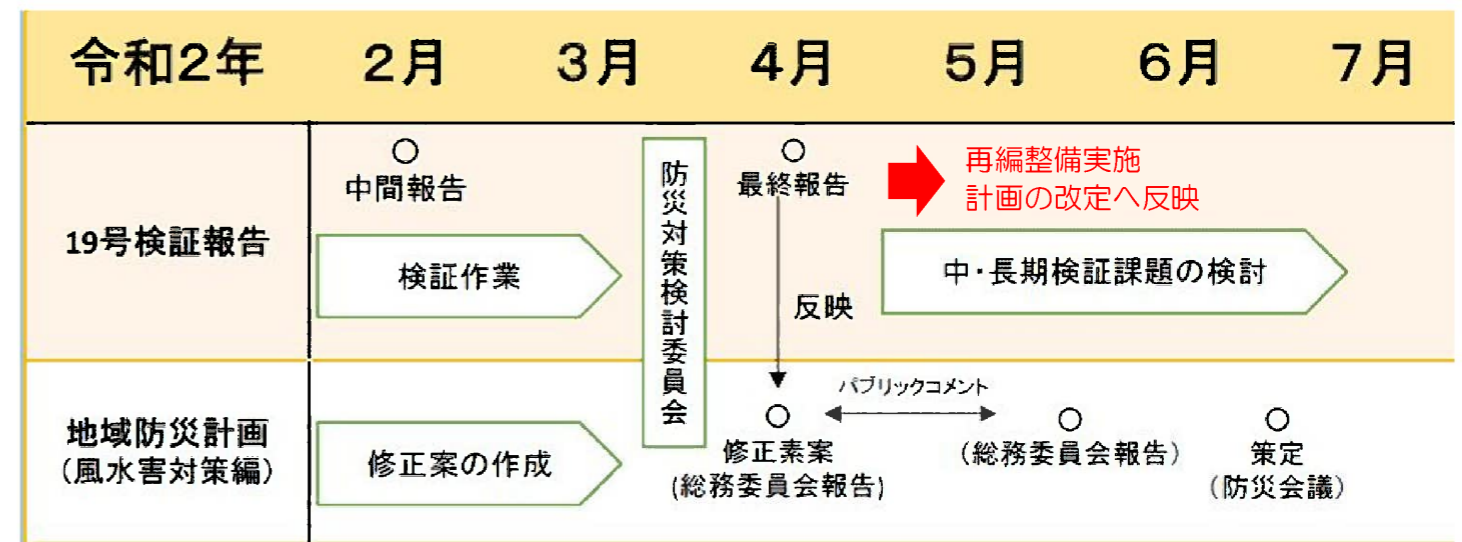 令和2年 2月 3月 4月 5月 6月 7月
19号検証報告
中間報告
検証作業
防災対策検討委員会
最終報告
反映
再編整備実施
計画の改定へ反映
中・長期検証課題の検討
地域防災計画
(風水害対策編)
修正案の作成
修正素案
(総務委員会報告)
パブリックコメント
(総務委員会報告)
策定
(防災会議)